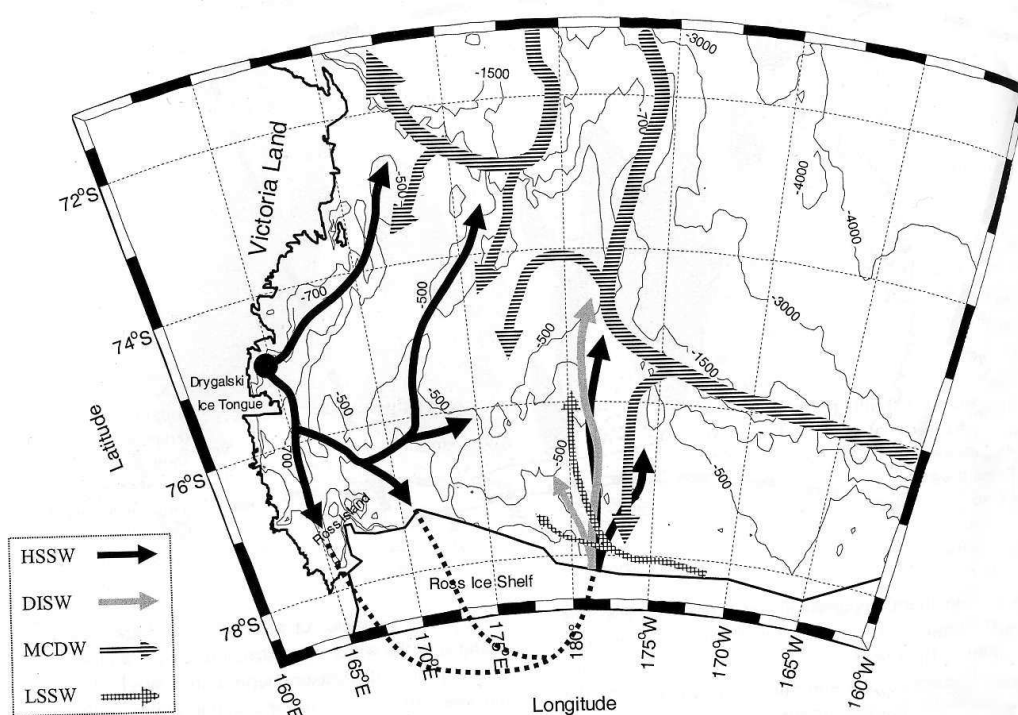 -3000
-1500
-700
-4000
-4000
72°S
Victoria Land
-500
-700
-500
-3000
74°S
-500
-500
-1500
Drygalski
Ice Tongue
-500
-500
Latitude
700
-500
-500
76°S
Ross Island
HSSW
Ross Ice Shelf
DISW
78°S
MCDW
160°E
165°E
170°E
175°E
180°
175°W
170°W
165°W
160°W
LSSW
Longitude